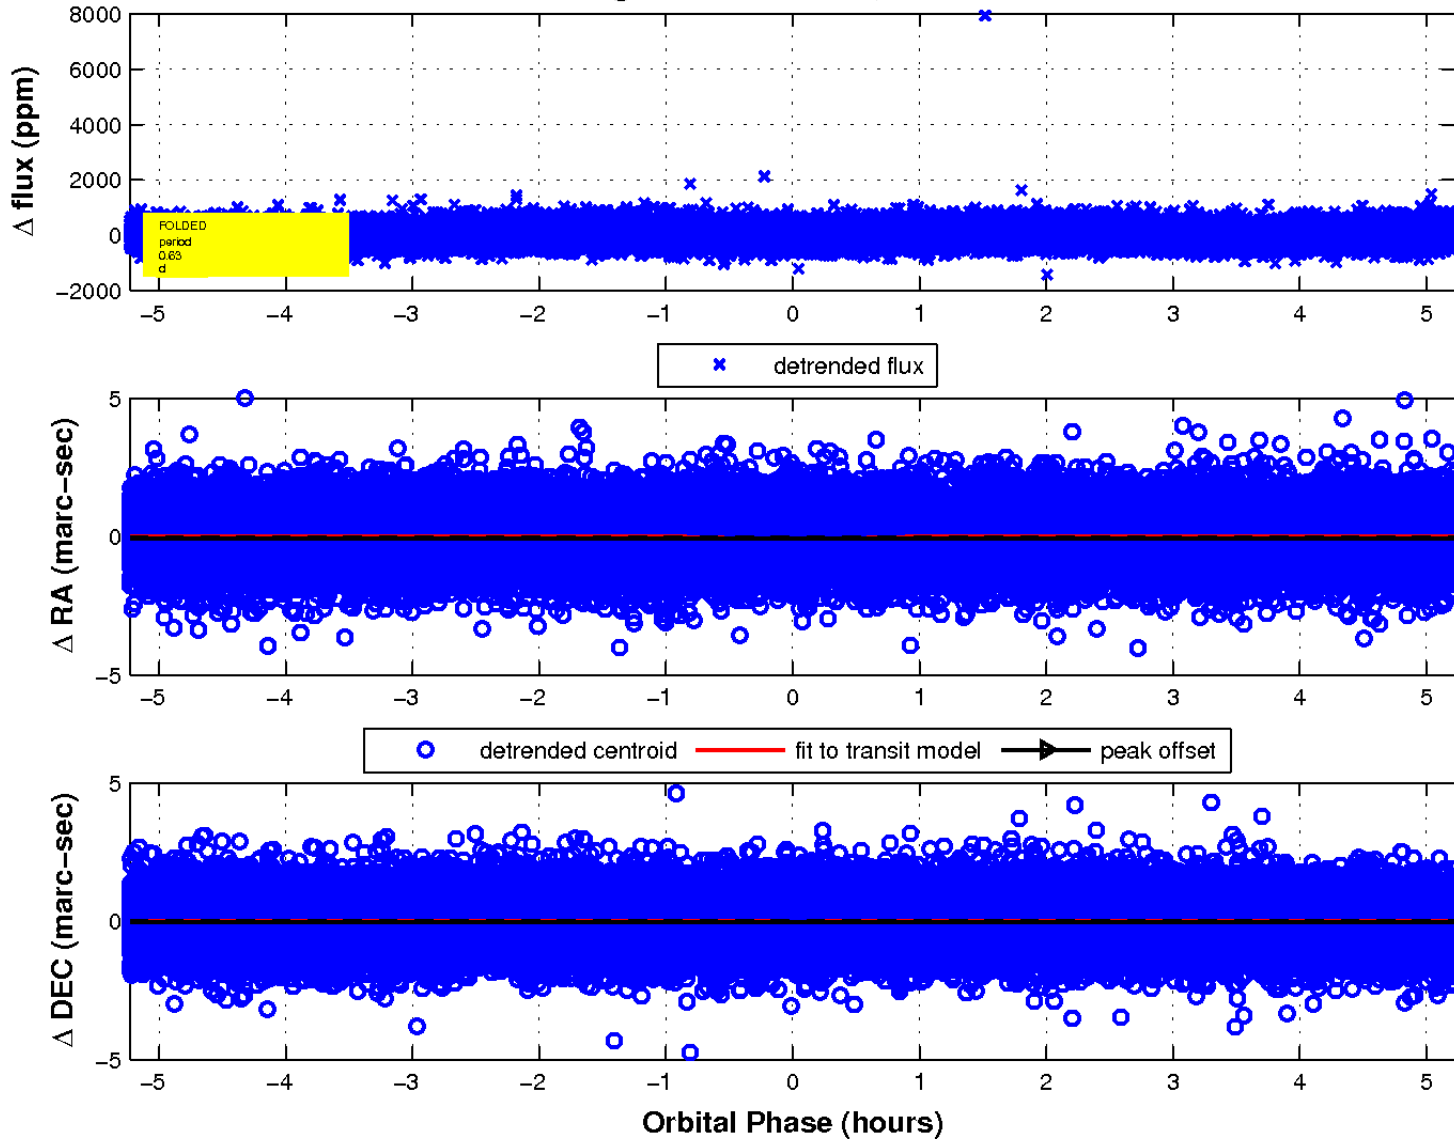 8000
6000
4000
2000
0
−2000
Δ flux (ppm)
FOLDED
period
0.63
d
−5 −4 −3 −2 −1 0 1 2 3 4 5
detrended flux
5
0
−5
Δ RA (marc−sec)
−5 −4 −3 −2 −1 0 1 2 3 4 5
detrended centroid fit to transit model peak offset
5
0
−5
Δ DEC (marc−sec)
−5 −4 −3 −2 −1 0 1 2 3 4 5
Orbital Phase (hours)